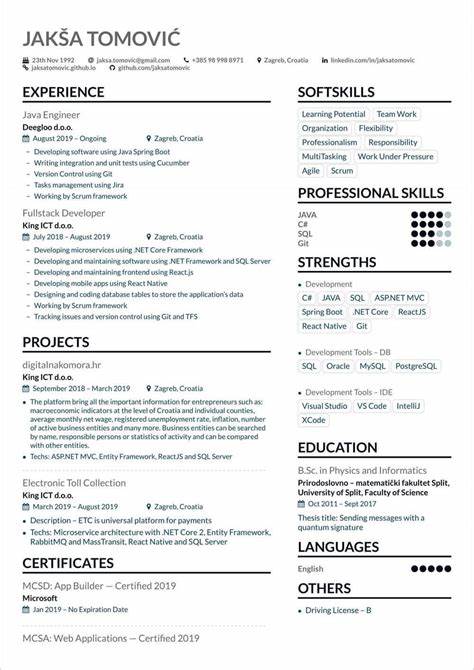 JAKŠA TOMOVIĆ
23th Nov 1992 jaksa.tomovic@gmail.com +385 98 998 8971 Zagreb, Croatia linkedin.com/in/jaksatomovic
jaksatomovic.github.io github.com/jaksatomovic
EXPERIENCE
Java Engineer
Deegloo d.o.o.
August 2019 – Ongoing Zagreb, Croatia
– Developing software using Java Spring Boot
– Writing integration and unit tests using Cucumber
– Version control using Git
– Tasks management using Jira
– Working by Scrum framework
Fullstack Developer
King ICT d.o.o.
July 2018 – August 2019 Zagreb, Croatia
– Developing microservices using .NET Core Framework
– Developing and maintaining software using .NET Framework and SQL Server
– Developing and maintaining frontend using React.js
– Developing mobile apps using React Native
– Designing and coding database tables to store the application's data
– Working by Scrum framework
– Tracking issues and version control using Git and TFS
PROJECTS
digitalnakomora.hr
King ICT d.o.o.
September 2018 – March 2019 Zagreb, Croatia
• The platform bring all the important information for entrepreneurs such as:
macroeconomic indicators at the level of Croatia and individual counties,
average monthly net wage, registered unemployment rate, inflation, number
of active business entities and many others. Business entities can be searched
by name, responsible persons or statistics of activity and can be compared
with other entities.
• Techs: ASP.NET MVC, Entity Framework, ReactJS and SQL Server
Electronic Toll Collection
King ICT d.o.o.
March 2019 – August 2019 Zagreb, Croatia
• Description – ETC is universal platform for payments
• Techs: Microservice architecture with .NET Core 2, Entity Framework,
RabbitMQ and MassTransit, React Native and SQL Server
CERTIFICATES
MCSD: App Builder — Certified 2019
Microsoft
Jan 2019 – No Expiration Date
MCSA: Web Applications — Certified 2019
SOFTSKILLS
Learning Potential Team Work
Organization Flexibility
Professionalism Responsibility
MultiTasking Work Under Pressure
Agile Scrum
PROFESSIONAL SKILLS
JAVA
C#
SQL
Git
STRENGTHS
• Development
C# JAVA SQL ASP.NET MVC
Spring Boot .NET Core ReactJS
React Native Git
• Development Tools – DB
SQL Oracle MySQL PostgreSQL
• Development Tools – IDE
Visual Studio VS Code IntelliJ
XCode
EDUCATION
B.Sc. in Physics and Informatics
Prirodoslovno – matematički fakultet Split,
University of Split, Faculty of Science
Oct 2011 – Sept 2017
Thesis title: Sending messages with a
quantum signature
LANGUAGES
English
OTHERS
• Driving License – B